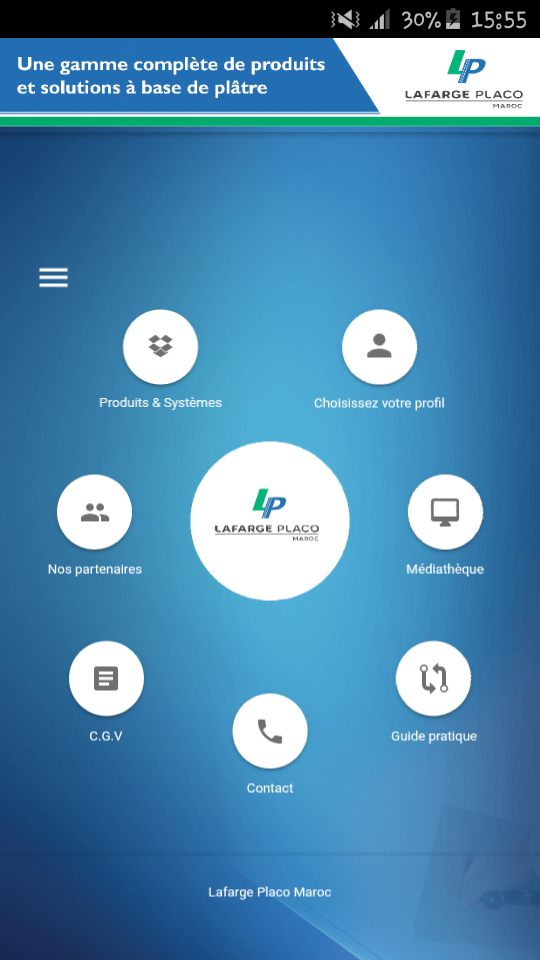 30% 15:55
Une gamme complète de produits
et solutions à base de plâtre
LP
LAFARGE PLACO
MAROC
Produits & Systèmes
Choisissez votre profil
LP
LAFARGE PLACO
MAROC
Nos partenaires
Médiathèque
C.G.V
Guide pratique
Contact
Lafarge Placo Maroc